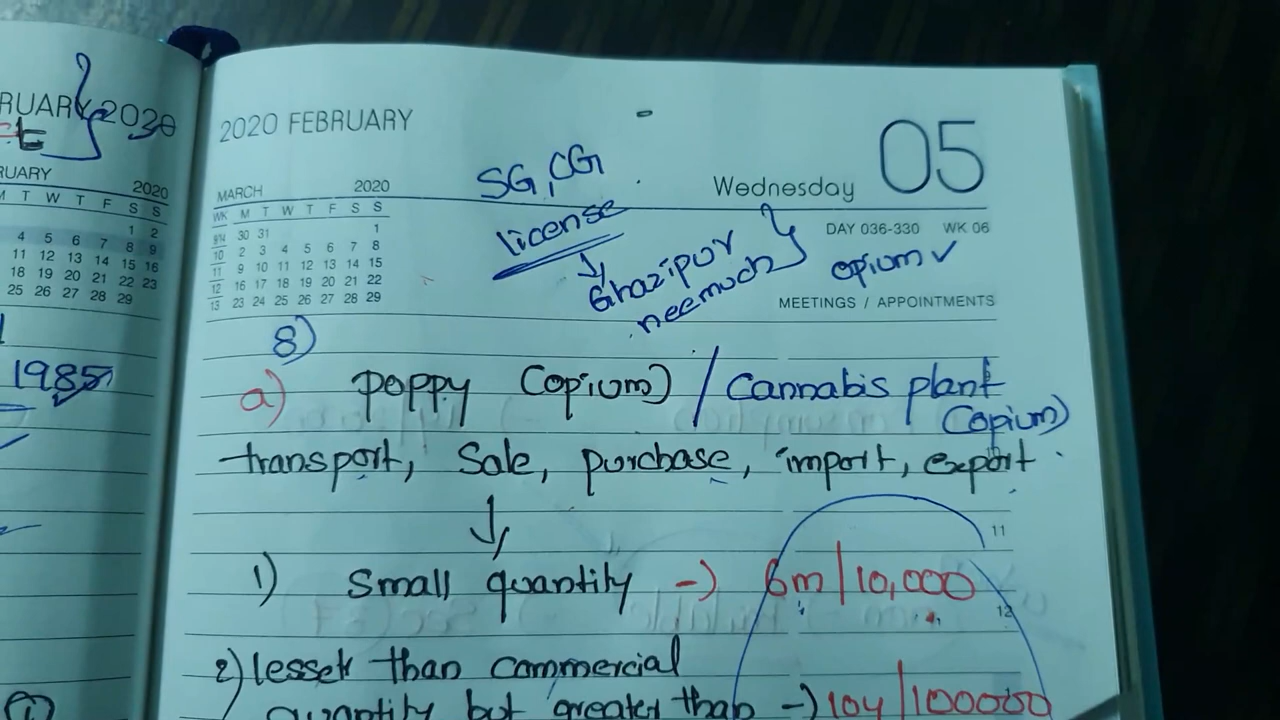 RUARY 2020
RUARY 2020
M T W T F S S
1 2
4 5 6 7 8 9
11 12 13 14 15 16
18 19 20 21 22 23
25 26 27 28 29
1985
2020 FEBRUARY
05
Wednesday
DAY 036-330 WK 06
MEETINGS / APPOINTMENTS
MARCH 2020
WK M T W T F S S
30 31 1
10 2 3 4 5 6 7 8
11 9 10 11 12 13 14 15
12 16 17 18 19 20 21 22
13 23 24 25 26 27 28 29
SG, CG
license
Ghazipur
neemuch
opium ✓
8)
a) poppy (opium) / Cannabis plant
(opium)
transport, Sale, purchase, import, export.
11
1) Small quantity -> 6m/10,000
12
2) lesser than commercial
quantity but greater than -> 10y/100000
(1)